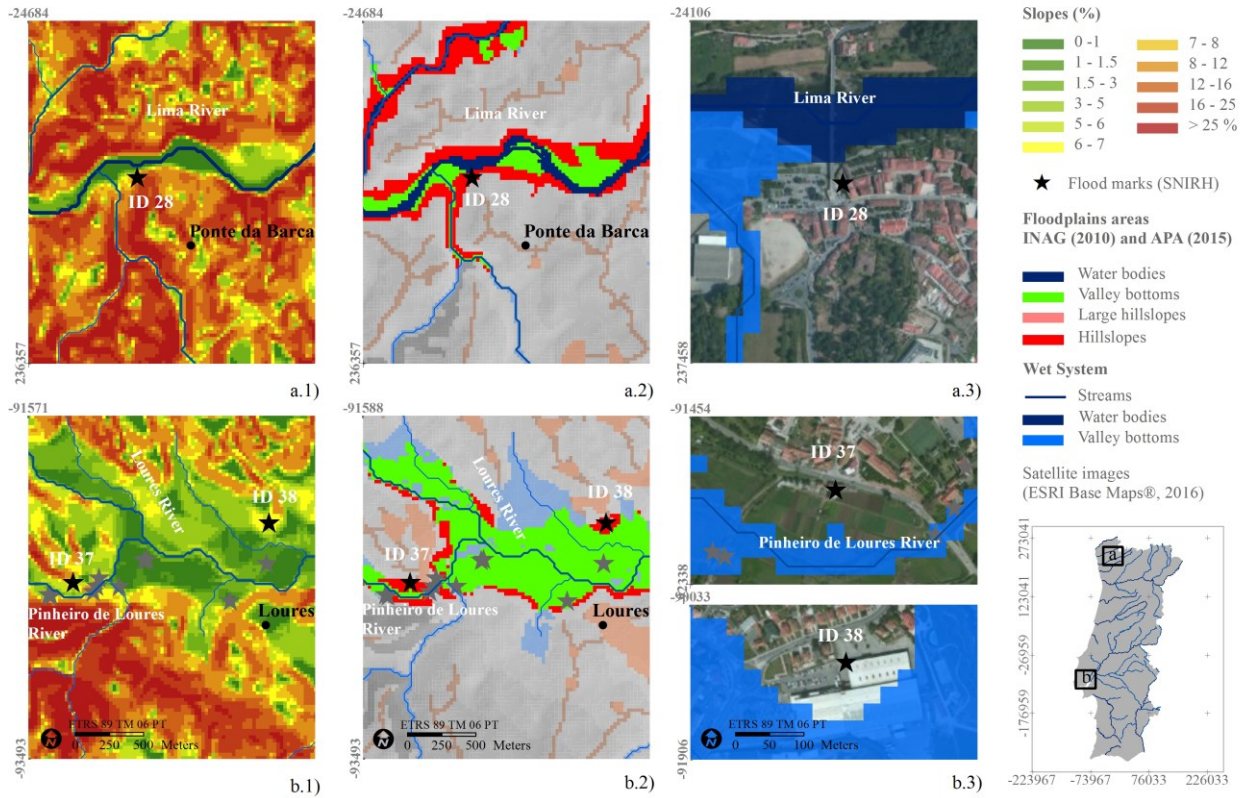 -24684
Lima River
ID 28
Ponte da Barca
236357
a.1)
-24684
Lima River
ID 28
Ponte da Barca
236357
a.2)
-24106
Lima River
ID 28
237458
a.3)
-91571
Loures River
ID 38
ID 37
Pinheiro de Loures
River
Loures
ETRS 89 TM 06 PT
0 250 500 Meters
N
-93493
b.1)
-91588
Loures River
ID 38
ID 37
Pinheiro de Loures
River
Loures
ETRS 89 TM 06 PT
0 250 500 Meters
N
-93493
b.2)
-91454
ID 37
Pinheiro de Loures River
ID 38
ETRS 89 TM 06 PT
0 50 100 Meters
N
-91906
b.3)
Slopes (%)
0 -1
1 - 1.5
1.5 - 3
3 - 5
5 - 6
6 - 7
7 - 8
8 - 12
12 -16
16 - 25
> 25 %
Flood marks (SNIRH)
Floodplains areas
INAG (2010) and APA (2015)
Water bodies
Valley bottoms
Large hillslopes
Hillslopes
Wet System
Streams
Water bodies
Valley bottoms
Satellite images
(ESRI Base Maps®, 2016)
273041
123041
-26959
-176959
a
b
-223967 -73967 76033 226033